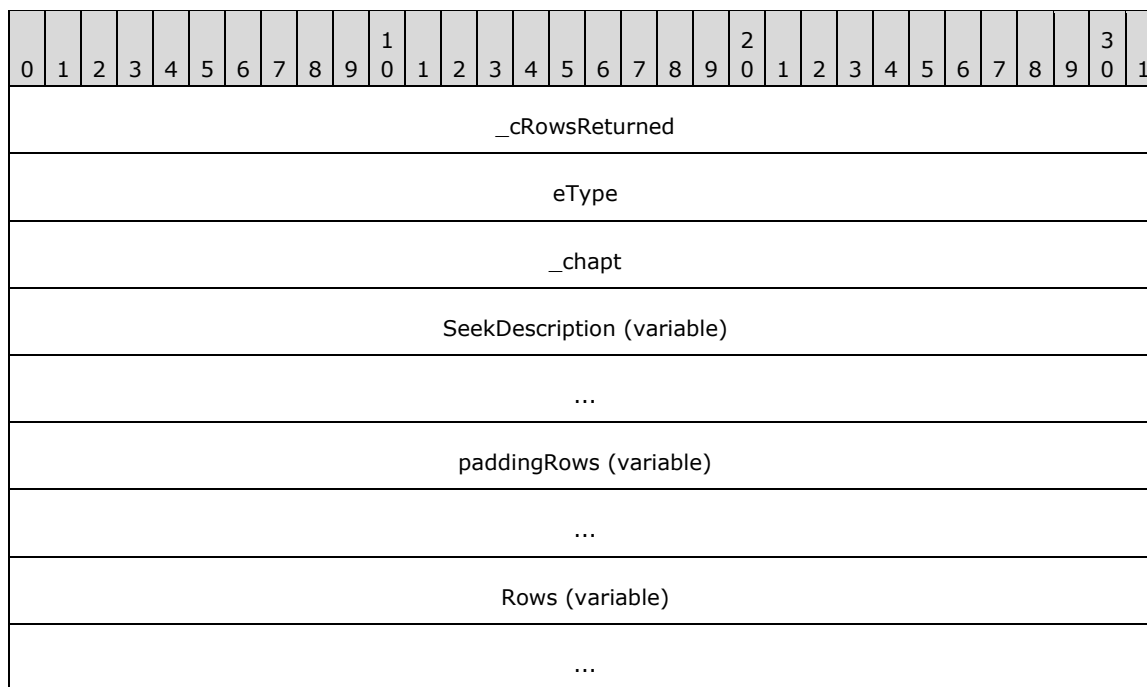 1 2 3
0 1 2 3 4 5 6 7 8 9 0 1 2 3 4 5 6 7 8 9 0 1 2 3 4 5 6 7 8 9 0 1
_cRowsReturned
eType
_chapt
SeekDescription (variable)
...
paddingRows (variable)
...
Rows (variable)
...